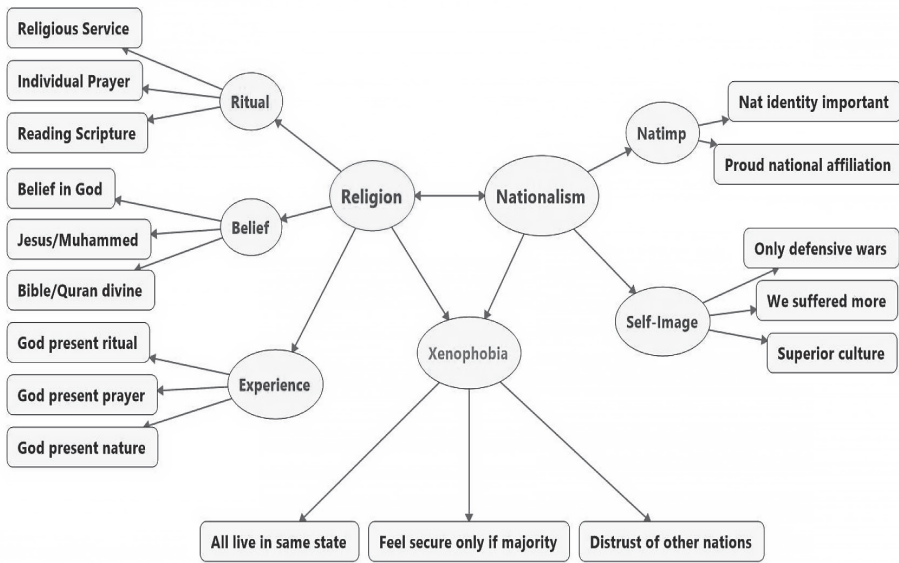 Religious Service
Individual Prayer
Reading Scripture
Ritual
Belief in God
Jesus/Muhammed
Bible/Quran divine
Belief
God present ritual
God present prayer
God present nature
Experience
Religion
Nationalism
Xenophobia
Natimp
Nat identity important
Proud national affiliation
Self-Image
Only defensive wars
We suffered more
Superior culture
All live in same state
Feel secure only if majority
Distrust of other nations